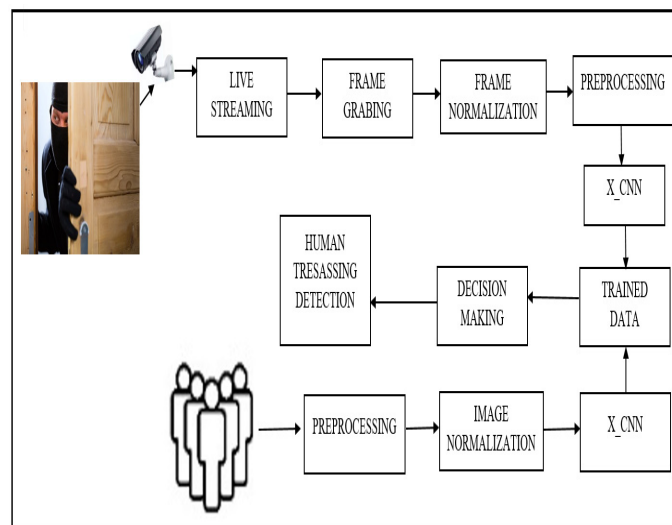 LIVE
STREAMING
FRAME
GRABING
FRAME
NORMALIZATION
PREPROCESSING
X_CNN
HUMAN
TRESASSING
DETECTION
DECISION
MAKING
TRAINED
DATA
PREPROCESSING
IMAGE
NORMALIZATION
X_CNN